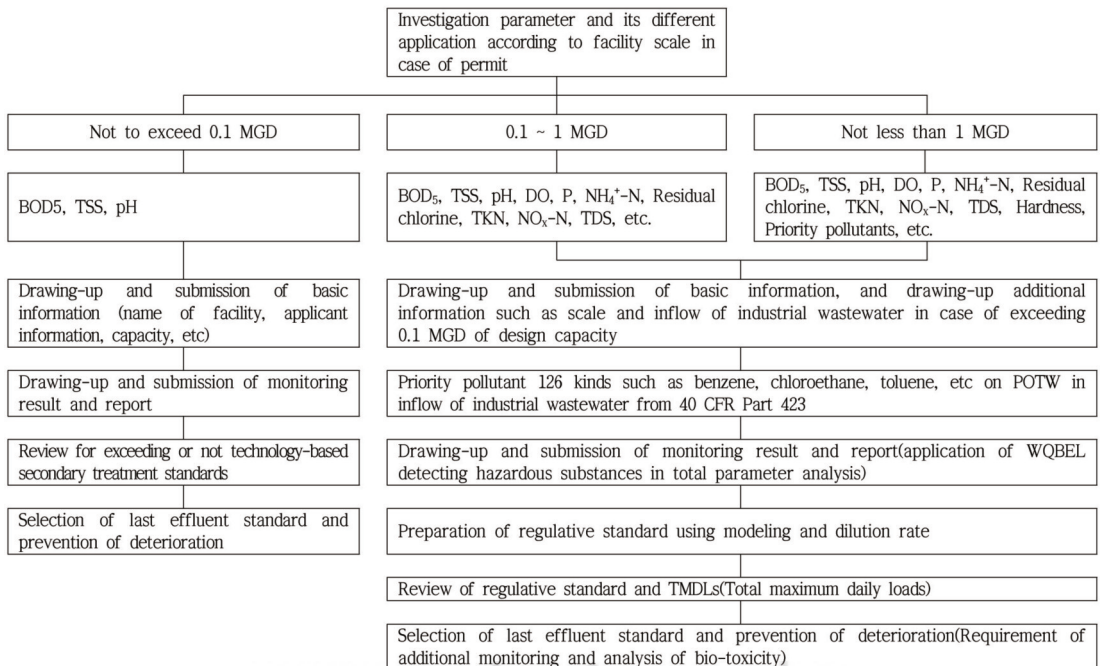 Investigation parameter and its different
application according to facility scale in
case of permit
Not to exceed 0.1 MGD
0.1 ~ 1 MGD
Not less than 1 MGD
BOD5, TSS, pH
BOD₅, TSS, pH, DO, P, NH₄⁺-N, Residual
chlorine, TKN, NOₓ-N, TDS, etc.
BOD₅, TSS, pH, DO, P, NH₄⁺-N, Residual
chlorine, TKN, NOₓ-N, TDS, Hardness,
Priority pollutants, etc.
Drawing-up and submission of basic
information (name of facility, applicant
information, capacity, etc)
Drawing-up and submission of basic information, and drawing-up additional
information such as scale and inflow of industrial wastewater in case of exceeding
0.1 MGD of design capacity
Drawing-up and submission of monitoring
result and report
Priority pollutant 126 kinds such as benzene, chloroethane, toluene, etc on POTW in
inflow of industrial wastewater from 40 CFR Part 423
Review for exceeding or not technology-based
secondary treatment standards
Drawing-up and submission of monitoring result and report(application of WQBEL
detecting hazardous substances in total parameter analysis)
Selection of last effluent standard and
prevention of deterioration
Preparation of regulative standard using modeling and dilution rate
Review of regulative standard and TMDLs(Total maximum daily loads)
Selection of last effluent standard and prevention of deterioration(Requirement of
additional monitoring and analysis of bio-toxicity)